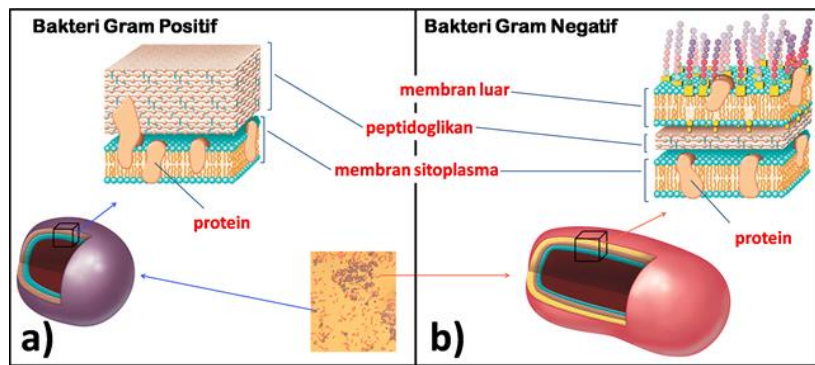 Bakteri Gram Positif
Bakteri Gram Negatif
membran luar
peptidoglikan
membran sitoplasma
protein
protein
a)
b)